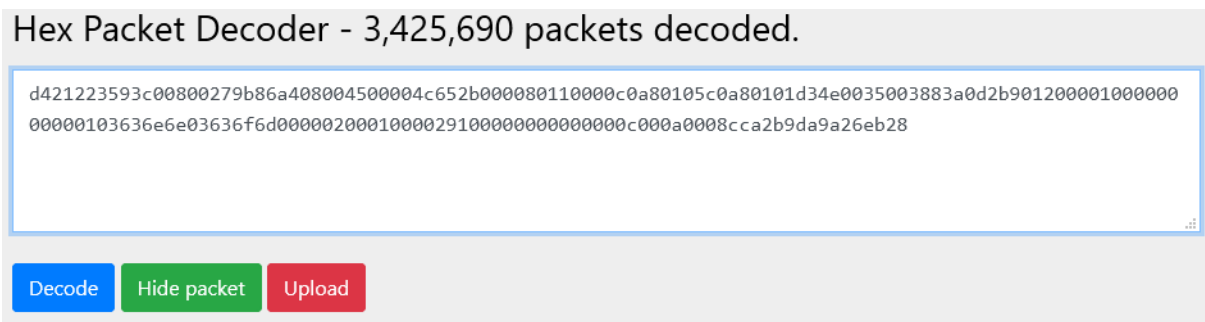 Hex Packet Decoder - 3,425,690 packets decoded.
d421223593c00800279b86a408004500004c652b000080110000c0a80105c0a80101d34e0035003883a0d2b901200001000000
00000103636e6e03636f6d00000200010000291000000000000000c000a0008cca2b9da9a26eb28
Decode
Hide packet
Upload